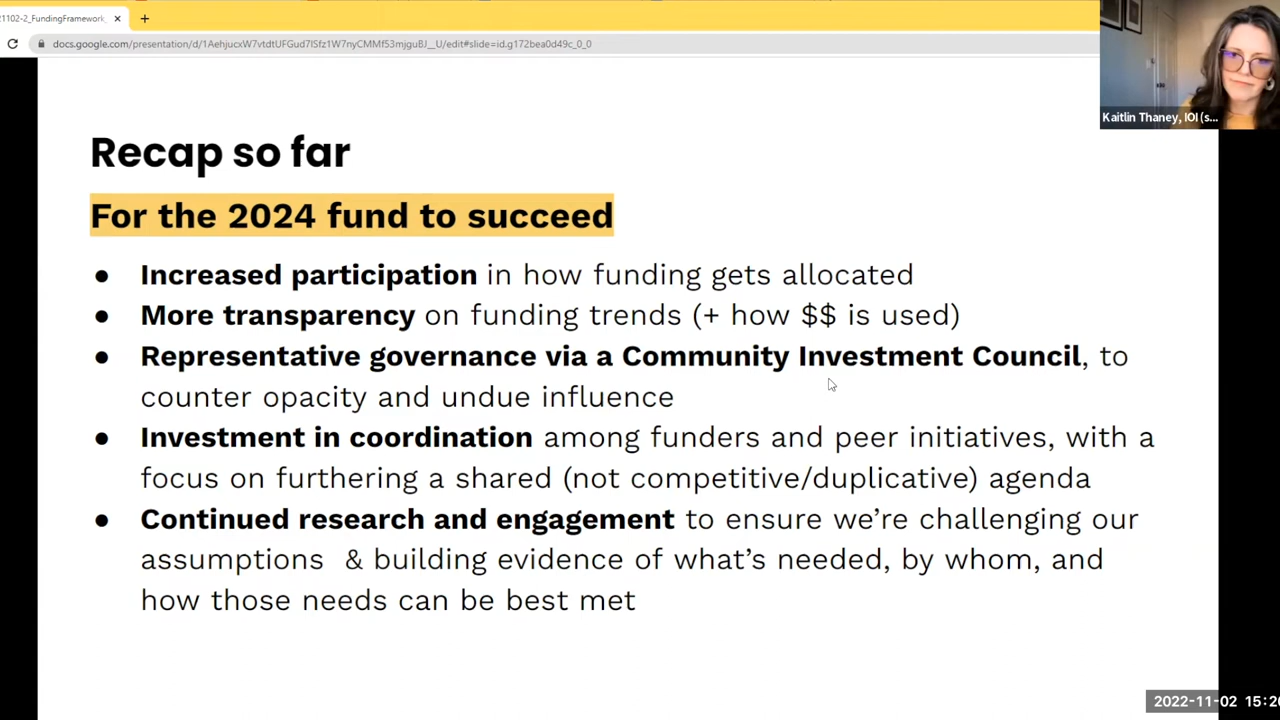 21102-2_FundingFramework
docs.google.com/presentation/d/1AehjucxW7vtdtUFGud7lSfz1W7nyCMMf53mjguBJ__U/edit#slide=id.g172bea0d49c_0_0
Kaitlin Thaney, IOI (s...
Recap so far
For the 2024 fund to succeed
● Increased participation in how funding gets allocated
● More transparency on funding trends (+ how $$ is used)
● Representative governance via a Community Investment Council, to
counter opacity and undue influence
● Investment in coordination among funders and peer initiatives, with a
focus on furthering a shared (not competitive/duplicative) agenda
● Continued research and engagement to ensure we’re challenging our
assumptions & building evidence of what’s needed, by whom, and
how those needs can be best met
2022-11-02 15:20